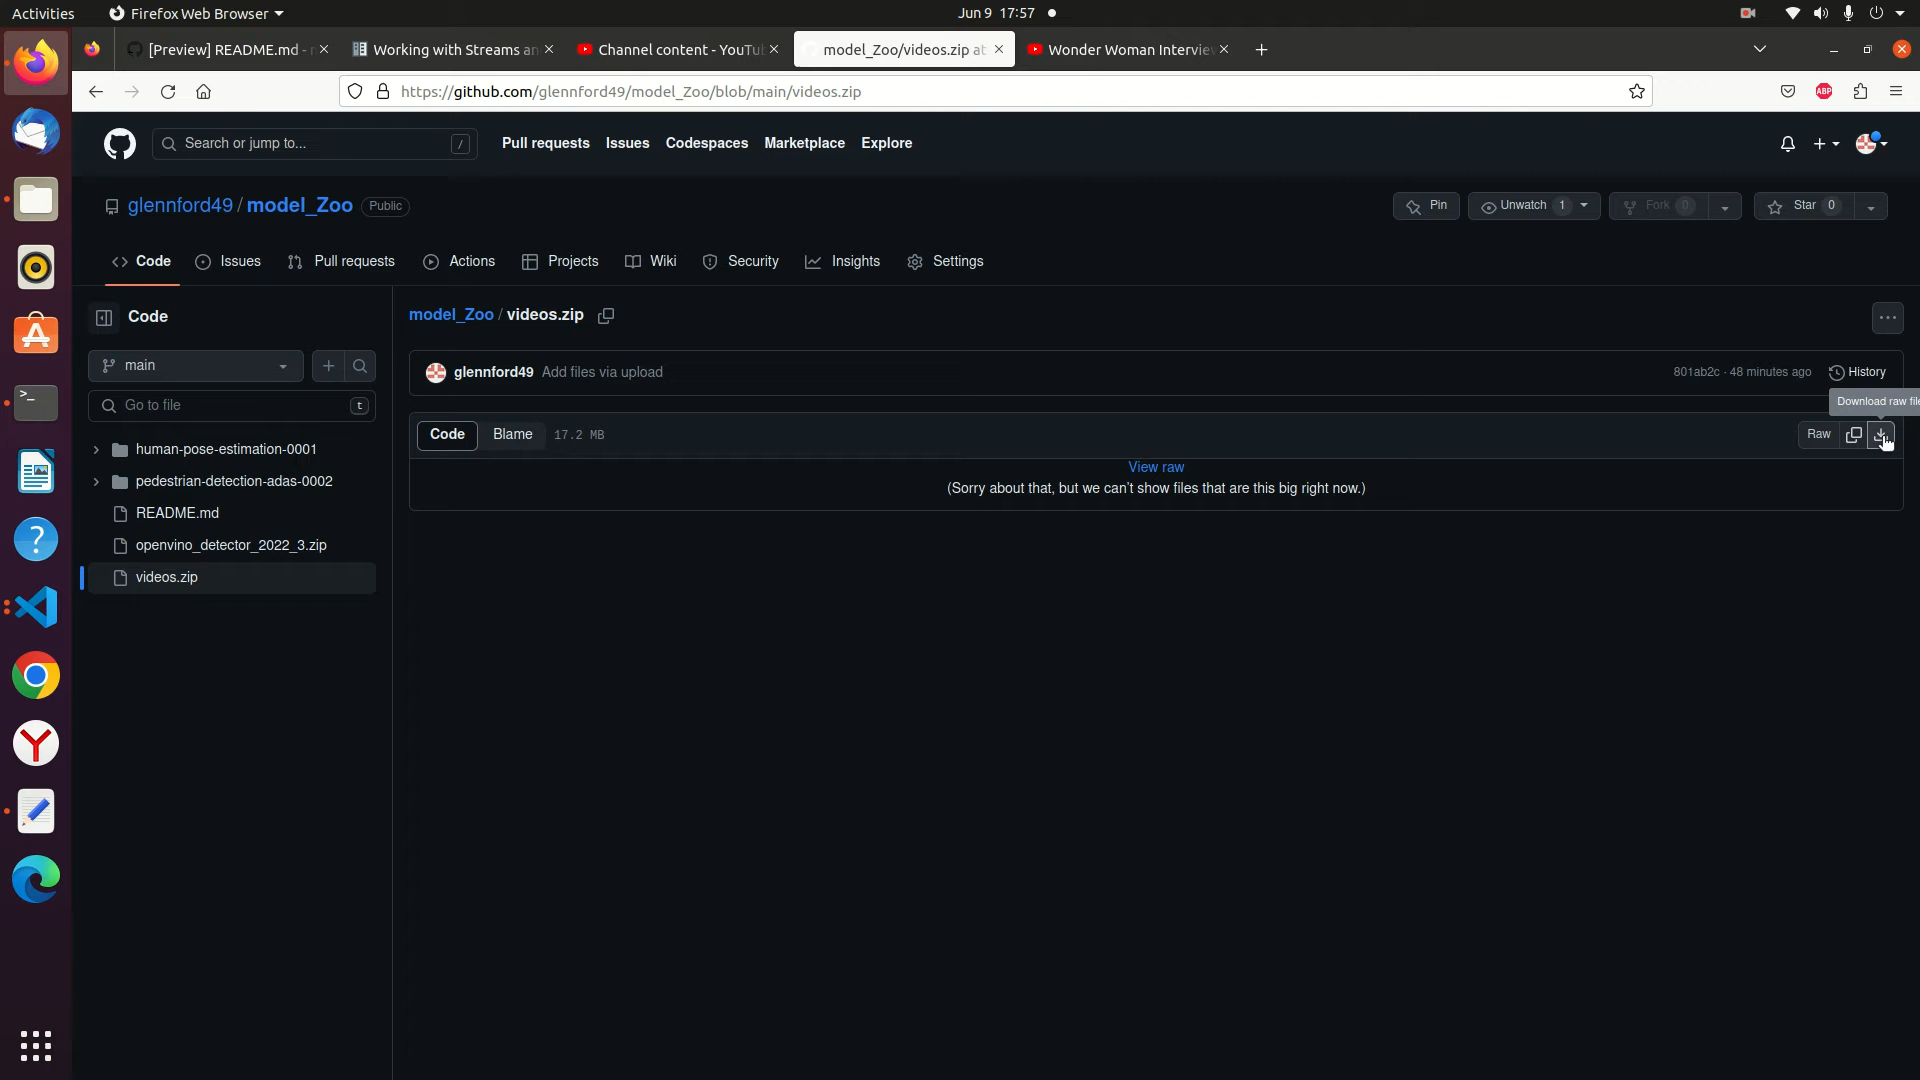 Activities Firefox Web Browser Jun 9 17:57
[Preview] README.md - Working with Streams an Channel content - YouTu model_Zoo/videos.zip at Wonder Woman Intervie
https://github.com/glennford49/model_Zoo/blob/main/videos.zip ABP
Search or jump to... / Pull requests Issues Codespaces Marketplace Explore
glennford49 / model_Zoo Public Pin Unwatch 1 Fork 0 Star 0
Code Issues Pull requests Actions Projects Wiki Security Insights Settings
Code
main
Go to file t
human-pose-estimation-0001
pedestrian-detection-adas-0002
README.md
openvino_detector_2022_3.zip
videos.zip
model_Zoo / videos.zip
glennford49 Add files via upload 801ab2c · 48 minutes ago History
Download raw file
Code Blame 17.2 MB Raw
View raw
(Sorry about that, but we can't show files that are this big right now.)